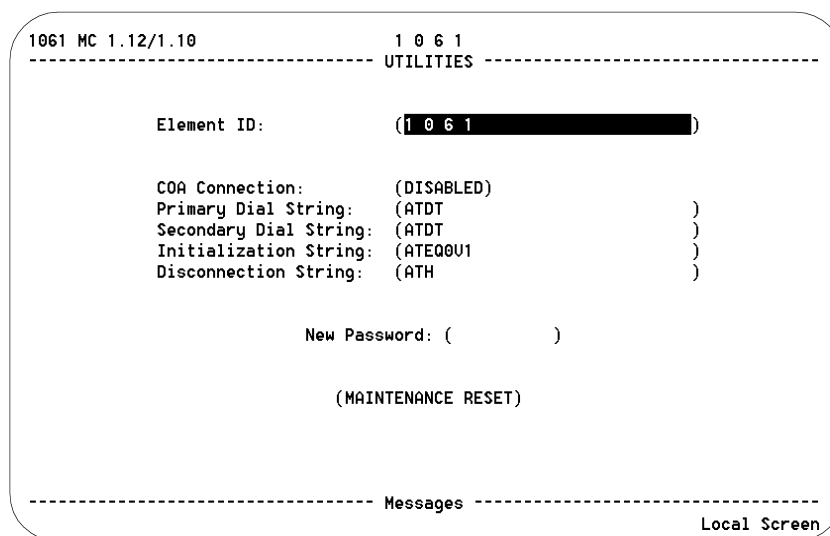 1061 MC 1.12/1.10 1 0 6 1
---------------------------------- UTILITIES ---------------------------------
Element ID: (1 0 6 1 )
COA Connection: (DISABLED)
Primary Dial String: (ATDT )
Secondary Dial String: (ATDT )
Initialization String: (ATEQ0V1 )
Disconnection String: (ATH )
New Password: ( )
(MAINTENANCE RESET)
---------------------------------- Messages ----------------------------------
Local Screen